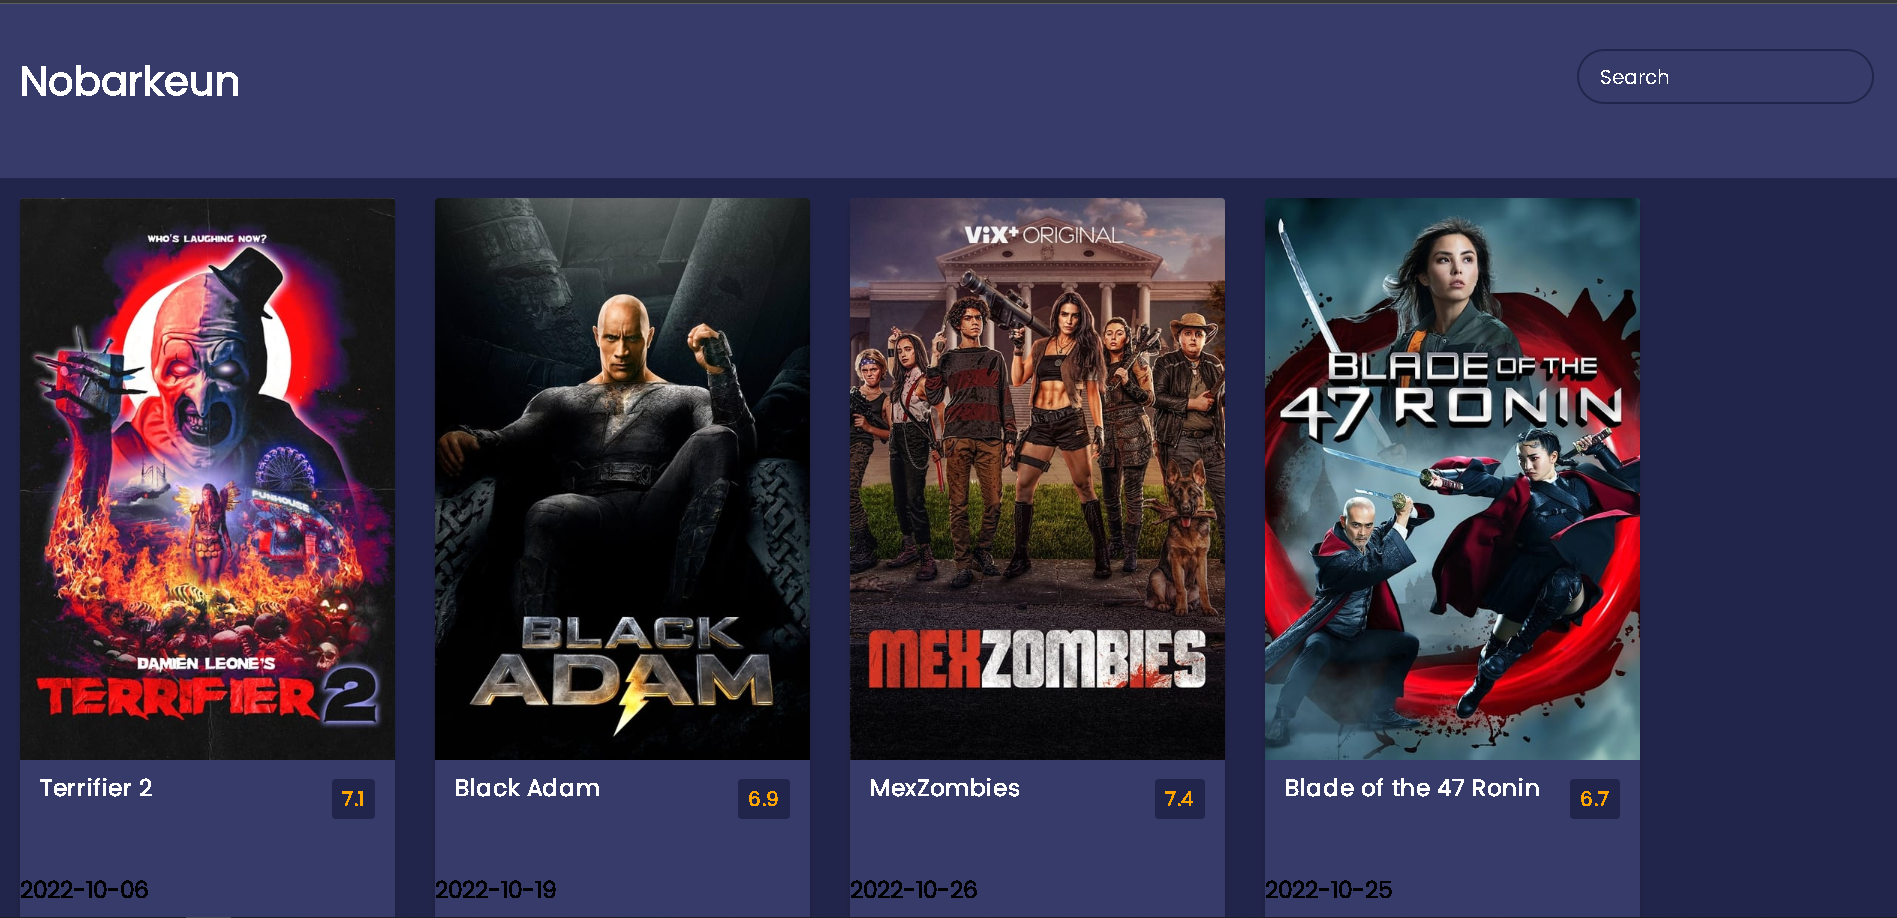 Nobarkeun
Search
WHO'S LAUGHING NOW?
FUNHOUSE
DAMIEN LEONE'S
TERRIFIER 2
BLACK
ADAM
ViX+ ORIGINAL
MEXZOMBIES
BLADE OF THE
47 RONIN
Terrifier 2
7.1
Black Adam
6.9
MexZombies
7.4
Blade of the 47 Ronin
6.7
2022-10-06
2022-10-19
2022-10-26
2022-10-25